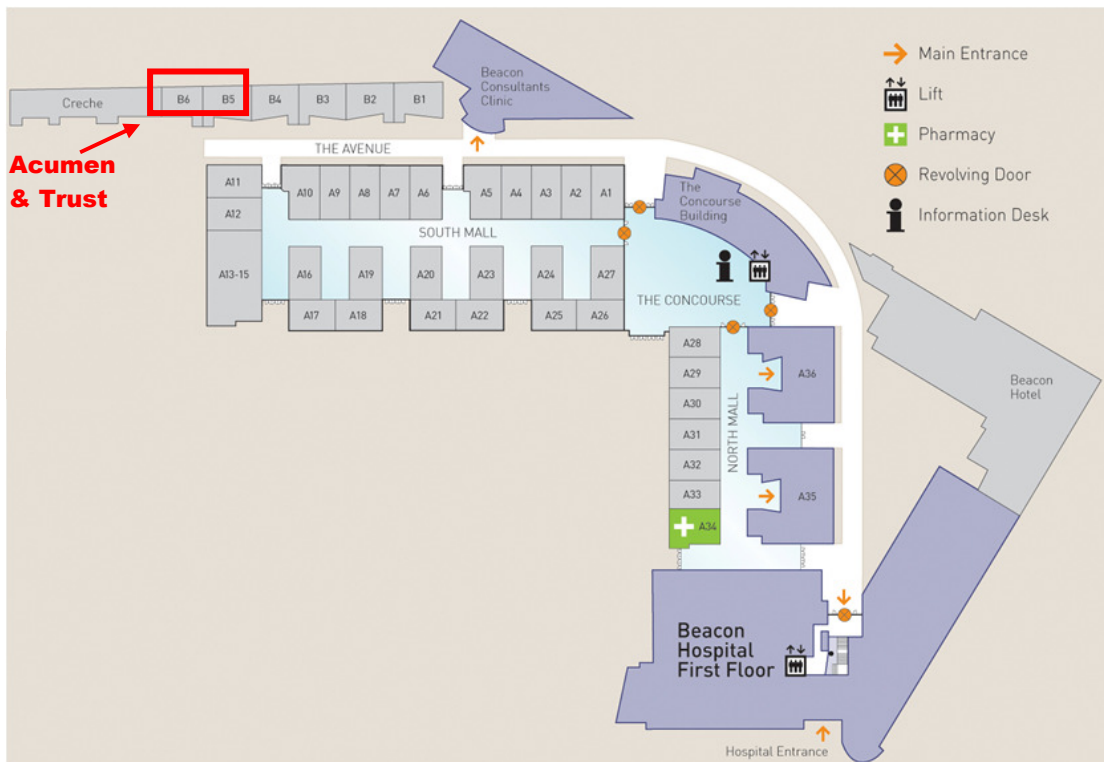 Main Entrance
Lift
Pharmacy
Revolving Door
Information Desk
Beacon
Consultants
Clinic
Creche
B6
B5
B4
B3
B2
B1
Acumen
& Trust
THE AVENUE
A11
A12
A13-15
A10
A9
A8
A7
A6
A5
A4
A3
A2
A1
SOUTH MALL
A16
A19
A20
A23
A24
A27
A17
A18
A21
A22
A25
A26
The
Concourse
Building
THE CONCOURSE
A28
A29
A30
A31
A32
A33
A34
NORTH MALL
A36
A35
Beacon
Hotel
Beacon
Hospital
First Floor
Hospital Entrance